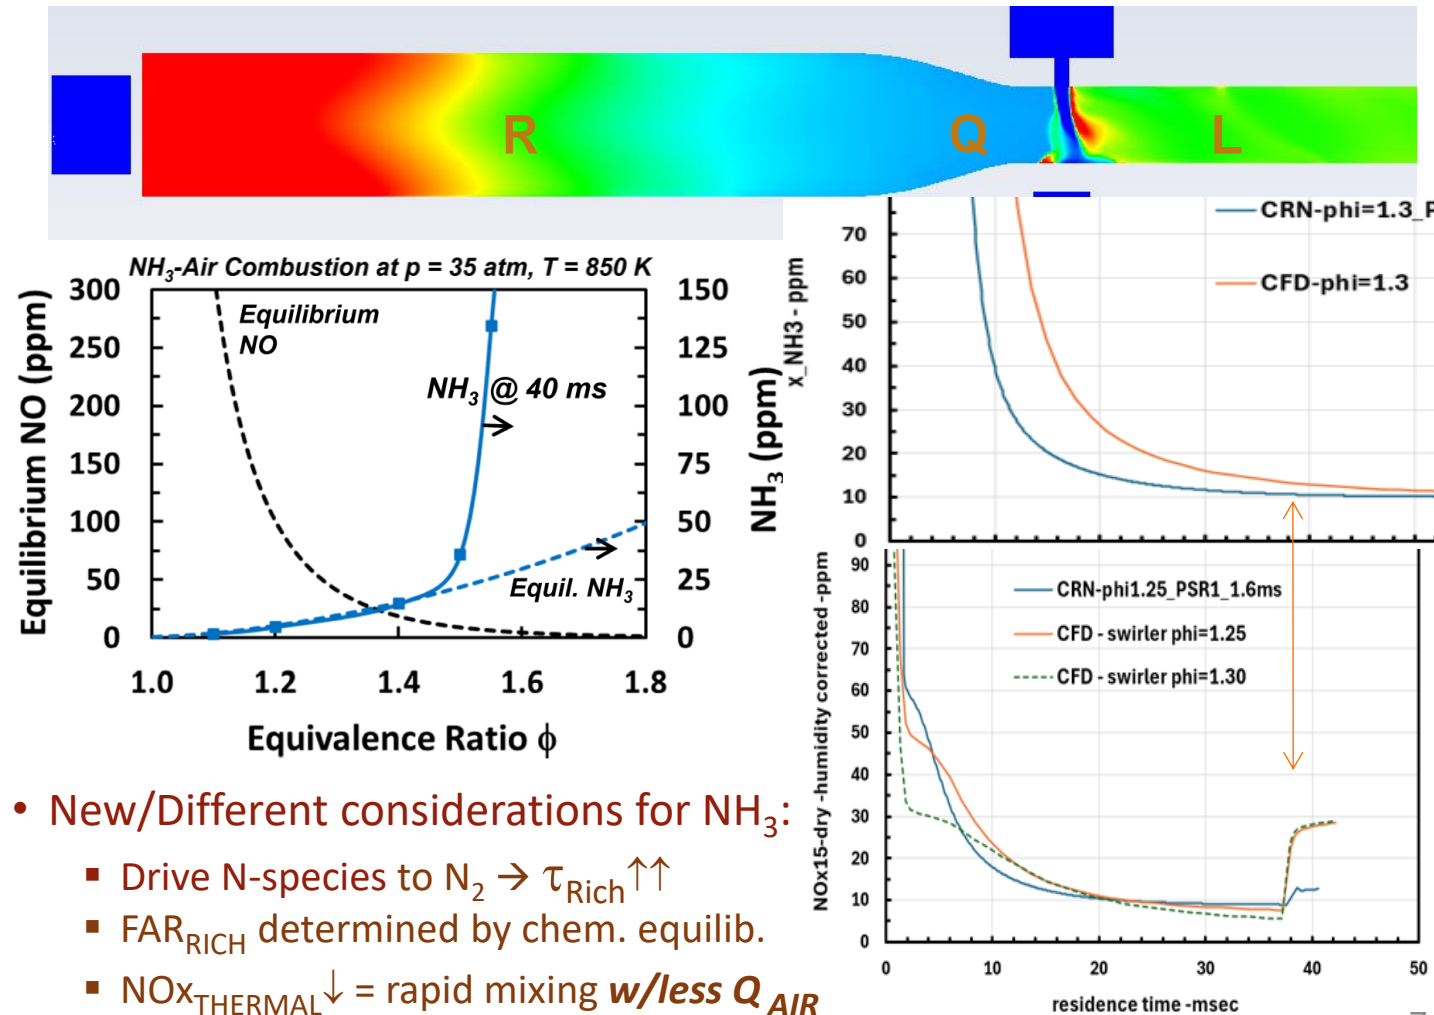 R
Q
L
NH3-Air Combustion at p = 35 atm, T = 850 K
Equilibrium NO (ppm)
300
250
200
150
100
50
0
Equilibrium
NO
NH3 @ 40 ms
Equil. NH3
150
125
100
75
50
25
0
NH3 (ppm)
1.0
1.2
1.4
1.6
1.8
Equivalence Ratio ϕ
x_NH3 - ppm
70
60
50
40
30
20
10
0
CRN-phi=1.3_P
CFD-phi=1.3
NOx15-dry -humidity corrected -ppm
90
80
70
60
50
40
30
20
10
0
CRN-phi1.25_PSR1_1.6ms
CFD - swirler phi=1.25
CFD - swirler phi=1.30
0
10
20
30
40
50
residence time -msec
• New/Different considerations for NH3:
▪ Drive N-species to N2 → τRich↑↑
▪ FARRICH determined by chem. equilib.
▪ NOxTHERMAL↓ = rapid mixing w/less Q AIR